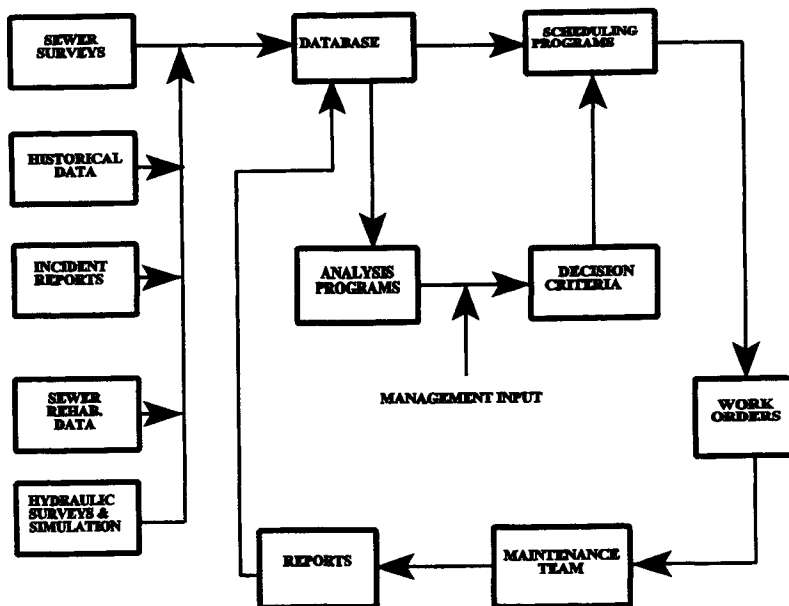 SEWER
SURVEYS
DATABASE
SCHEDULING
PROGRAMS
HISTORICAL
DATA
INCIDENT
REPORTS
ANALYSIS
PROGRAMS
DECISION
CRITERIA
MANAGEMENT INPUT
SEWER
REHAB.
DATA
WORK
ORDERS
HYDRAULIC
SURVEYS &
SIMULATION
REPORTS
MAINTENANCE
TEAM